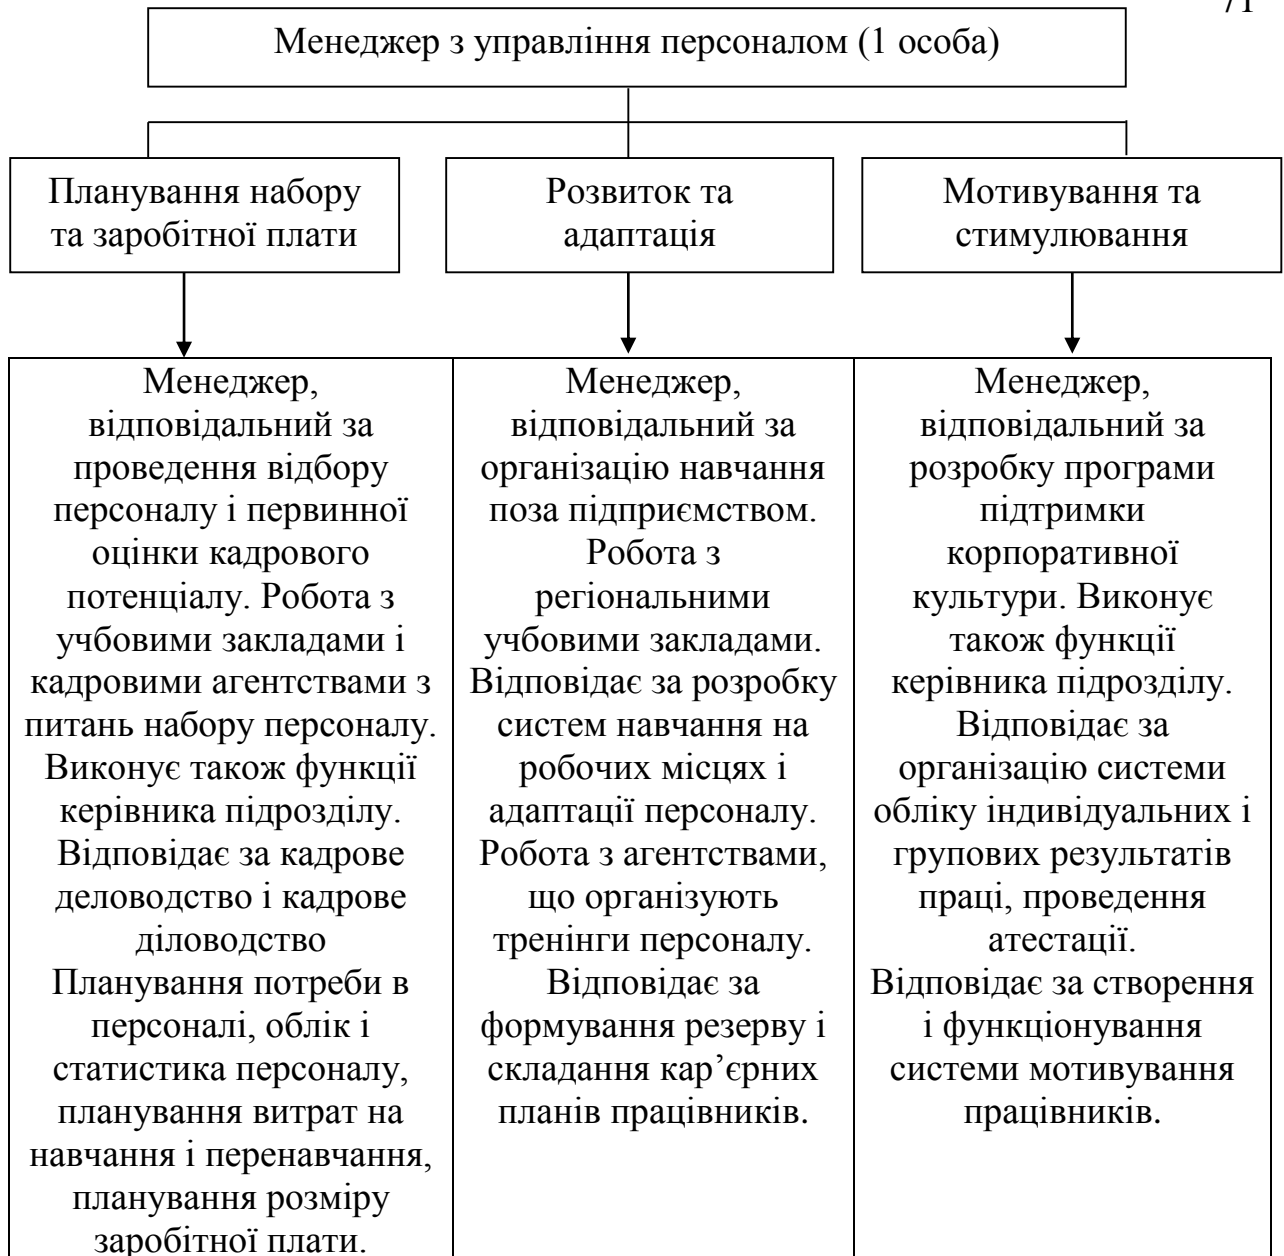 71
Менеджер з управління персоналом (1 особа)
Планування набору
та заробітної плати
Розвиток та
адаптація
Мотивування та
стимулювання
Менеджер,
відповідальний за
проведення відбору
персоналу і первинної
оцінки кадрового
потенціалу. Робота з
учбовими закладами і
кадровими агентствами з
питань набору персоналу.
Виконує також функції
керівника підрозділу.
Відповідає за кадрове
деловодство і кадрове
діловодство
Планування потреби в
персоналі, облік і
статистика персоналу,
планування витрат на
навчання і перенавчання,
планування розміру
заробітної плати.
Менеджер,
відповідальний за
організацію навчання
поза підприємством.
Робота з
регіональними
учбовими закладами.
Відповідає за розробку
систем навчання на
робочих місцях і
адаптації персоналу.
Робота з агентствами,
що організують
тренінги персоналу.
Відповідає за
формування резерву і
складання кар’єрних
планів працівників.
Менеджер,
відповідальний за
розробку програми
підтримки
корпоративної
культури. Виконує
також функції
керівника підрозділу.
Відповідає за
організацію системи
обліку індивідуальних і
групових результатів
праці, проведення
атестації.
Відповідає за створення
і функціонування
системи мотивування
працівників.